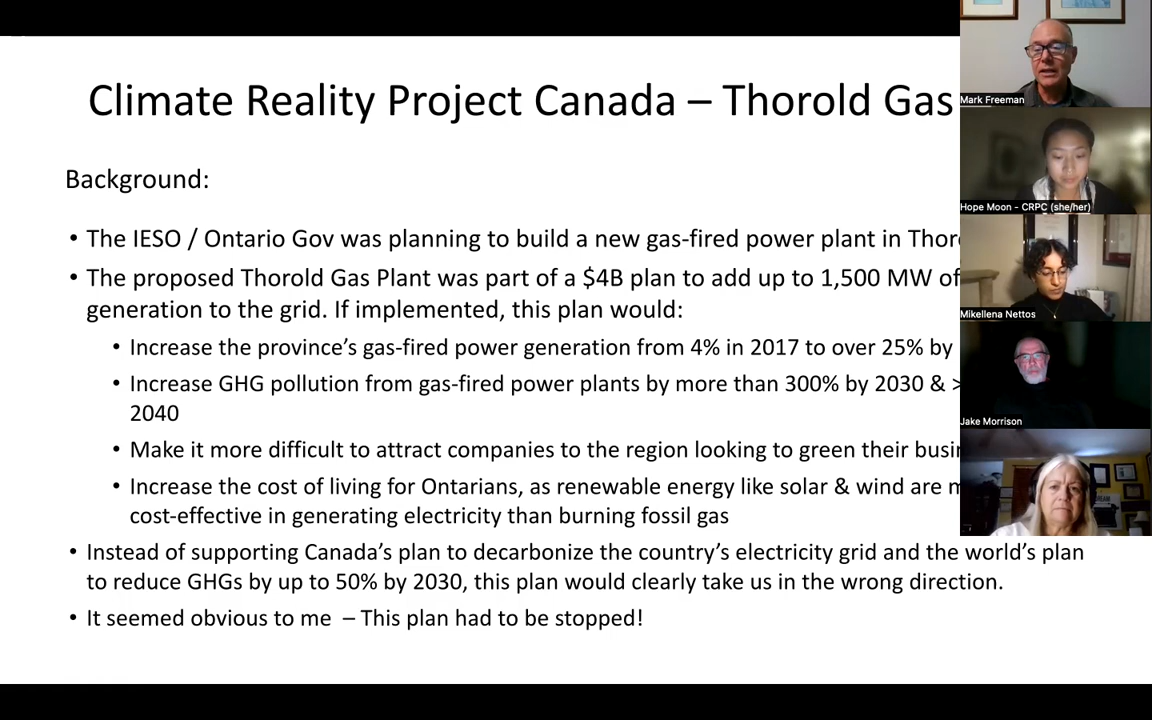 Climate Reality Project Canada – Thorold Gas
Background:
• The IESO / Ontario Gov was planning to build a new gas-fired power plant in
• The proposed Thorold Gas Plant was part of a $4B plan to add up to 1,500 MW of
generation to the grid. If implemented, this plan would:
• Increase the province’s gas-fired power generation from 4% in 2017 to over 25% by
• Increase GHG pollution from gas-fired power plants by more than 300% by 2030 & >
2040
• Make it more difficult to attract companies to the region looking to green their
• Increase the cost of living for Ontarians, as renewable energy like solar & wind are
cost-effective in generating electricity than burning fossil gas
• Instead of supporting Canada’s plan to decarbonize the country’s electricity grid and the world’s plan
to reduce GHGs by up to 50% by 2030, this plan would clearly take us in the wrong direction.
• It seemed obvious to me – This plan had to be stopped!
Mark Freeman
Hope Moon - CRPC (she/her)
Mikellena Nettos
Jake Morrison